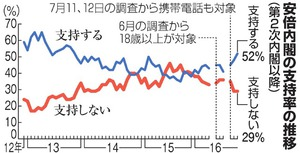 安倍内閣の支持率の推移
(第2次内閣以降)
(%)
7月11、12日の調査から携帯電話も対象
6月の調査から
18歳以上が対象
支持する
支持しない
支持する
52%
支持しない
29%
60
50
40
30
20
10
0
12年
13
14
15
16